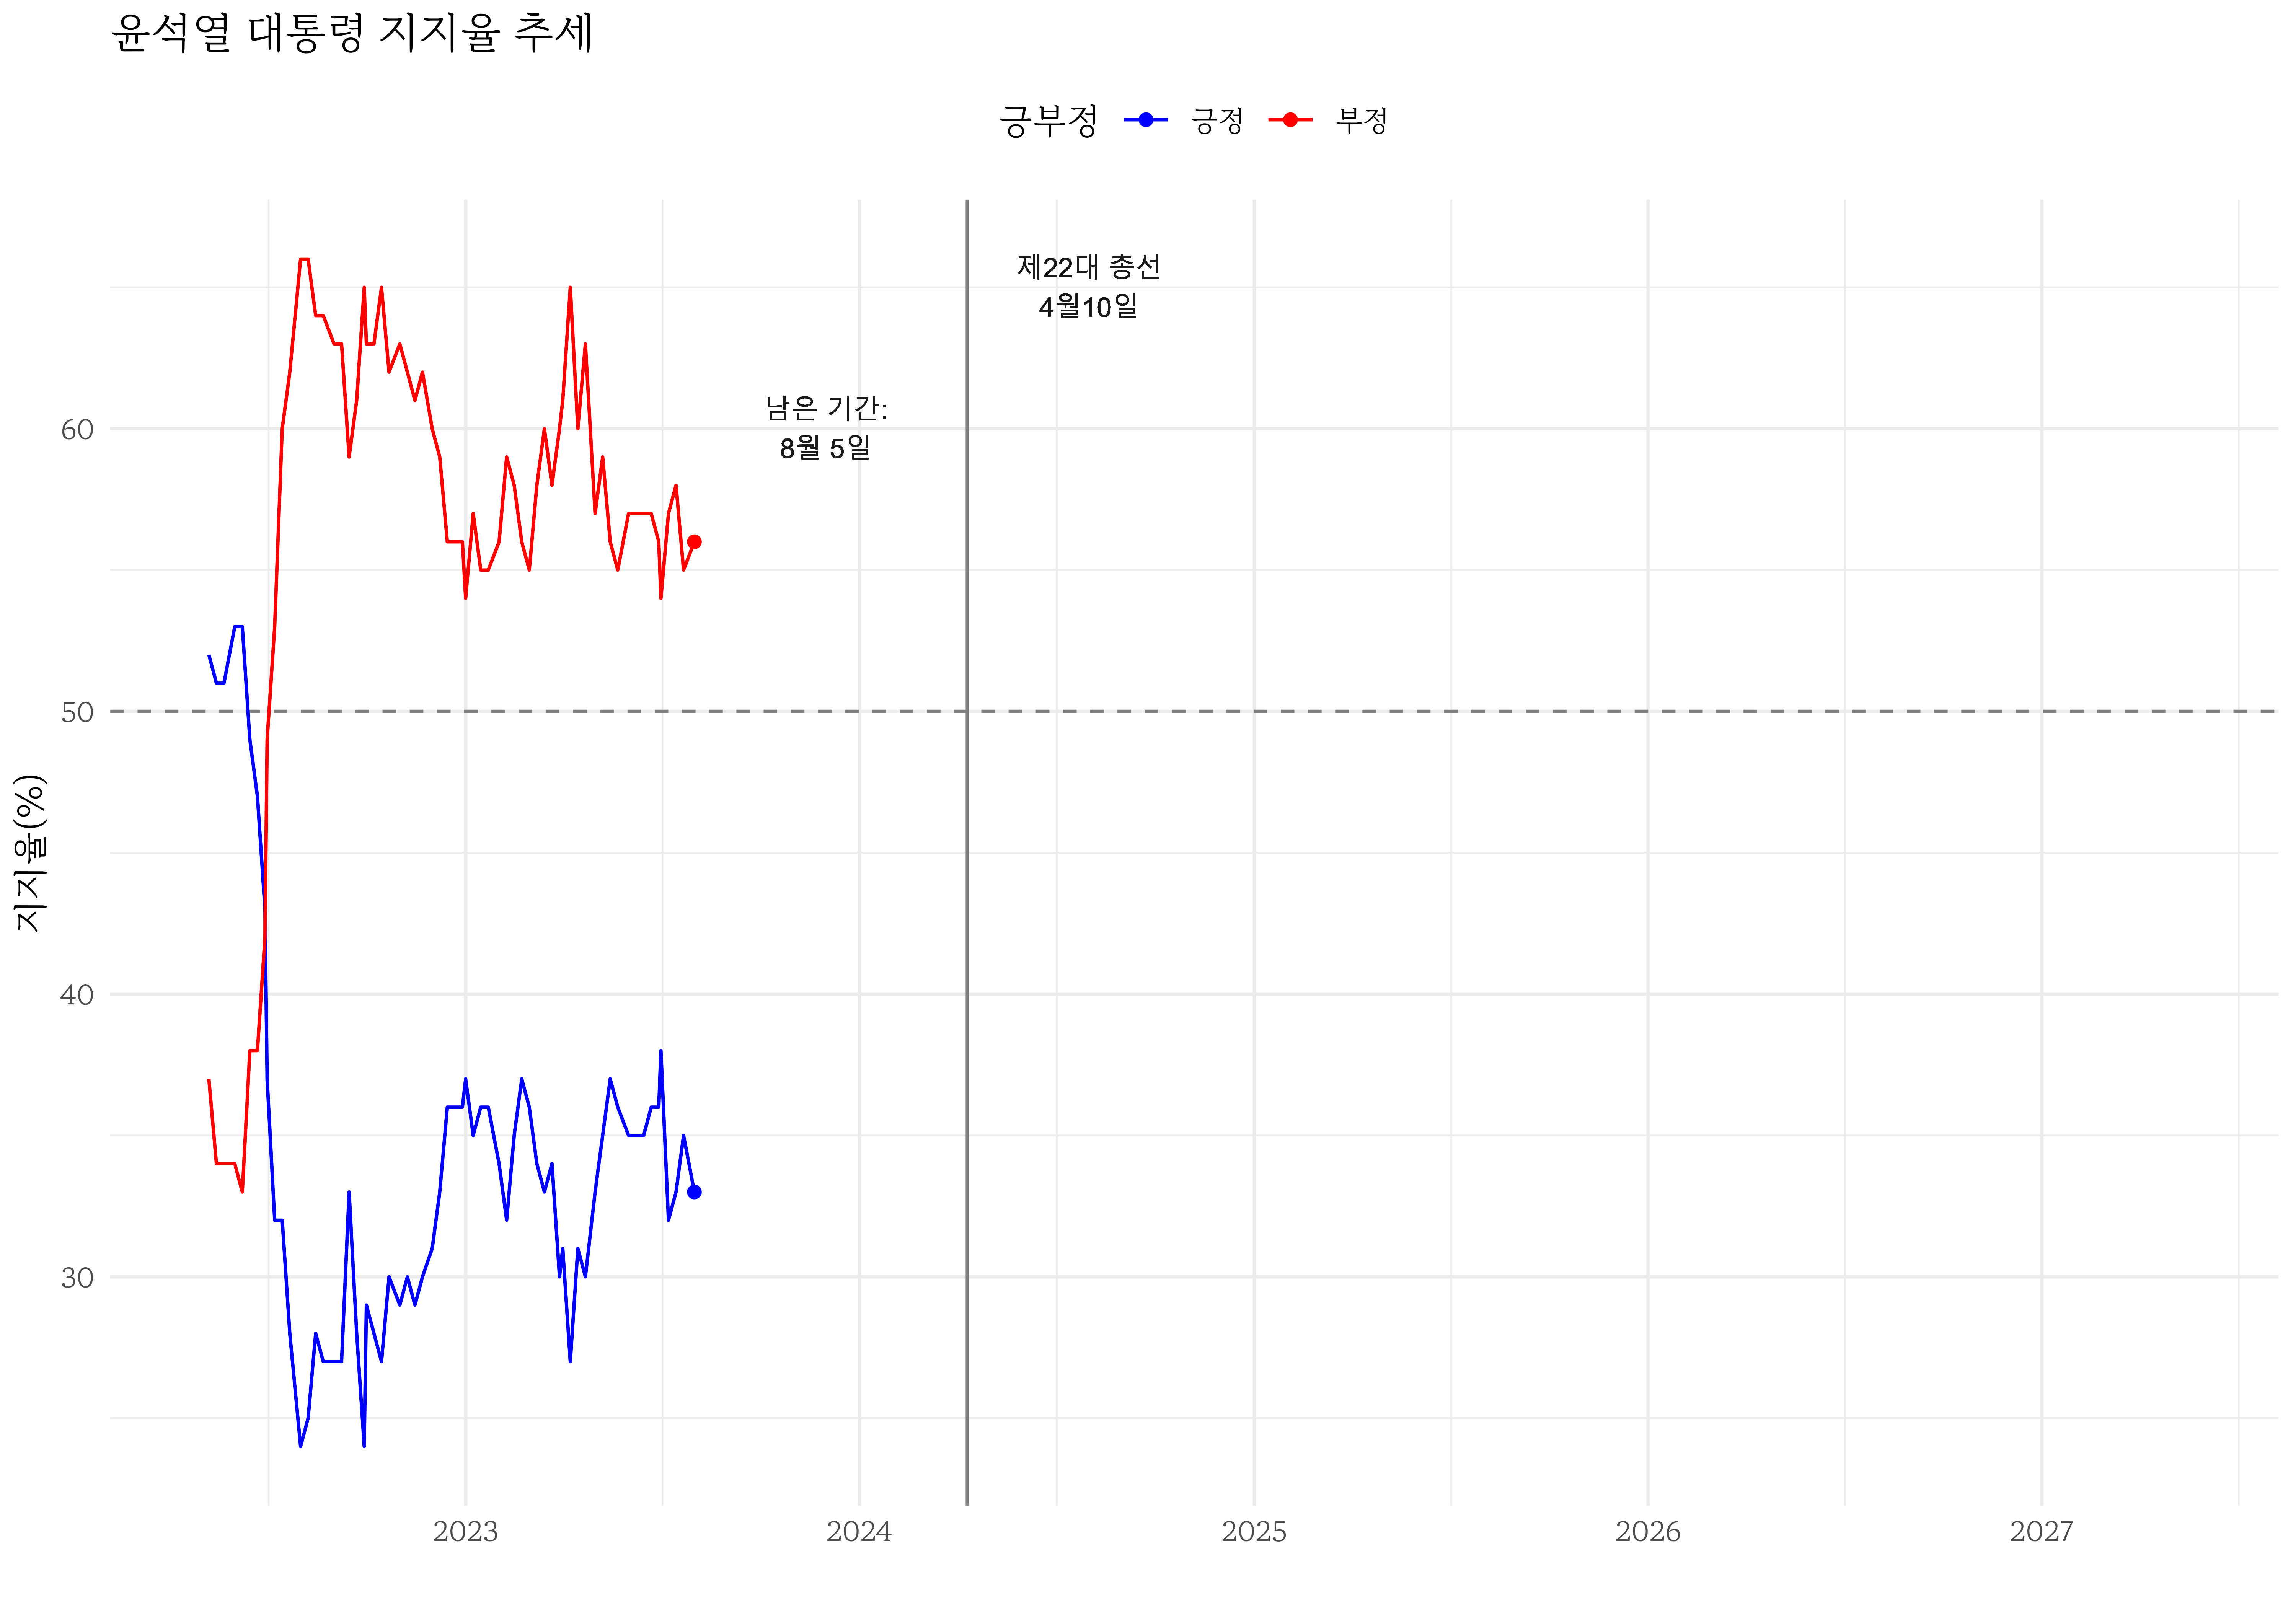 윤석열 대통령 지지율 추세
긍부정 긍정 부정
제22대 총선
4월10일
남은 기간:
8월 5일
지지율(%)
60
50
40
30
2023 2024 2025 2026 2027